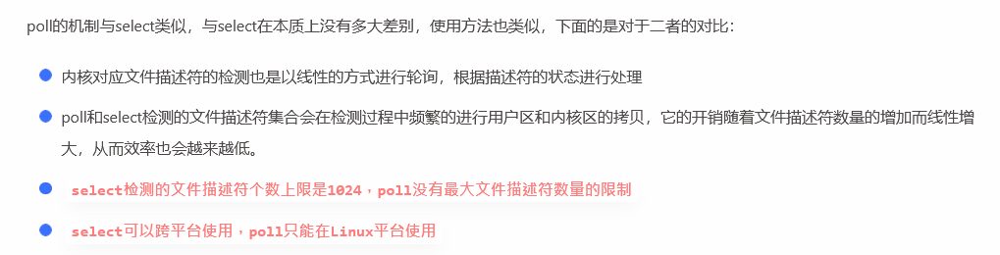 poll的机制与select类似，与select在本质上没有多大差别，使用方法也类似，下面的是对于二者的对比：
内核对应文件描述符的检测也是以线性的方式进行轮询，根据描述符的状态进行处理
poll和select检测的文件描述符集合会在检测过程中频繁的进行用户区和内核区的拷贝，它的开销随着文件描述符数量的增加而线性增
大，从而效率也会越来越低。
select检测的文件描述符个数上限是1024，poll没有最大文件描述符数量的限制
select可以跨平台使用，poll只能在Linux平台使用